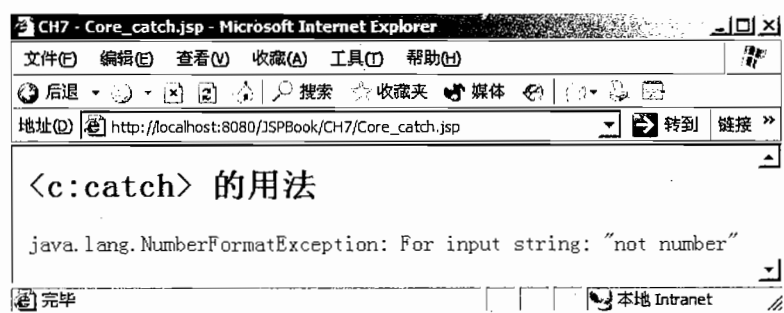 CH7 - Core_catch.jsp - Microsoft Internet Explorer
文件(F) 编辑(E) 查看(V) 收藏(A) 工具(T) 帮助(H)
后退 搜索 收藏夹 媒体
地址(D) http://localhost:8080/JSPBook/CH7/Core_catch.jsp 转到 链接 »
<c:catch> 的用法
java.lang.NumberFormatException: For input string: "not number"
完毕 本地 Intranet